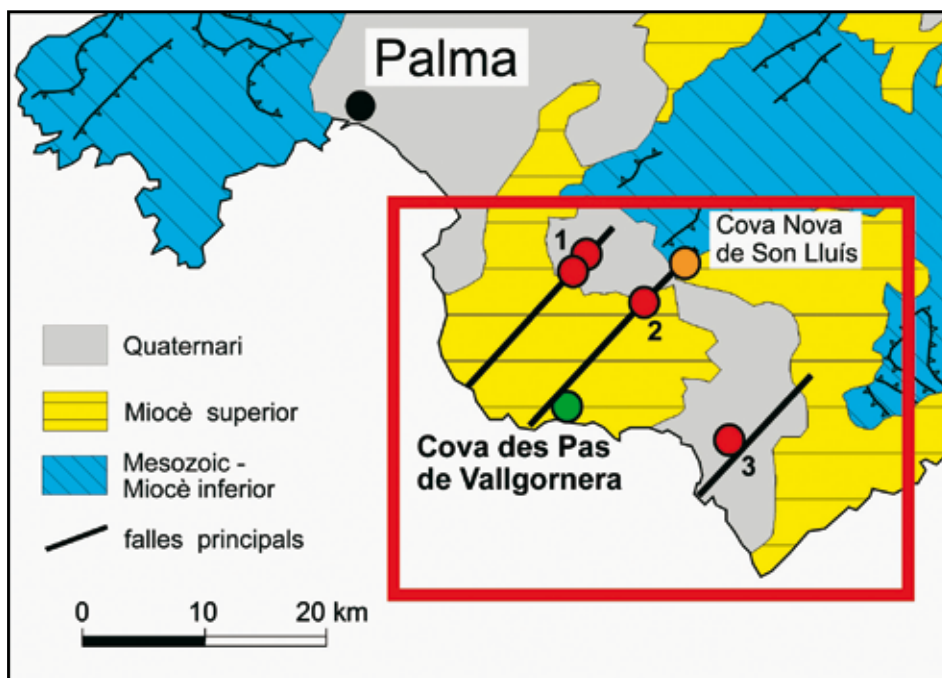 Palma
Cova Nova
de Son Lluís
1
2
3
Cova des Pas
de Vallgornera
Quaternari
Miocè superior
Mesozoic -
Miocè inferior
falles principals
0 10 20 km